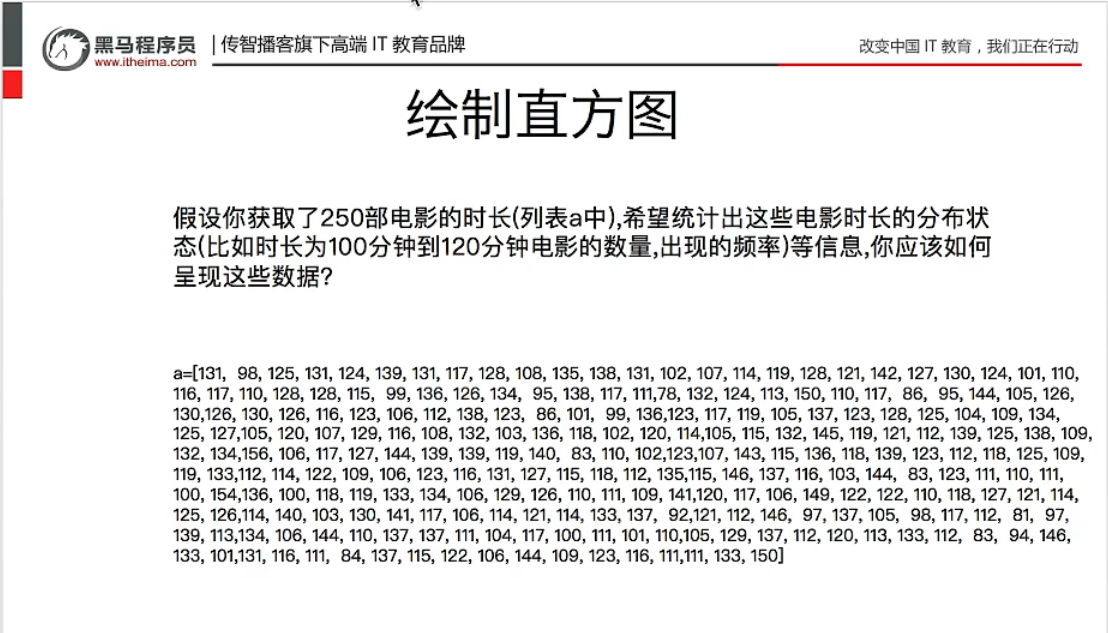 黑马程序员
www.itheima.com
传智播客旗下高端 IT 教育品牌
改变中国 IT 教育，我们正在行动
绘制直方图
假设你获取了250部电影的时长(列表a中),希望统计出这些电影时长的分布状
态(比如时长为100分钟到120分钟电影的数量,出现的频率)等信息,你应该如何
呈现这些数据?
a=[131,  98, 125, 131, 124, 139, 131, 117, 128, 108, 135, 138, 131, 102, 107, 114, 119, 128, 121, 142, 127, 130, 124, 101, 110,
116, 117, 110, 128, 128, 115,  99, 136, 126, 134,  95, 138, 117, 111,78, 132, 124, 113, 150, 110, 117,  86,  95, 144, 105, 126,
130,126, 130, 126, 116, 123, 106, 112, 138, 123,  86, 101,  99, 136,123, 117, 119, 105, 137, 123, 128, 125, 104, 109, 134,
125, 127,105, 120, 107, 129, 116, 108, 132, 103, 136, 118, 102, 120, 114,105, 115, 132, 145, 119, 121, 112, 139, 125, 138, 109,
132, 134,156, 106, 117, 127, 144, 139, 139, 119, 140,  83, 110, 102,123,107, 143, 115, 136, 118, 139, 123, 112, 118, 125, 109,
119, 133,112, 114, 122, 109, 106, 123, 116, 131, 127, 115, 118, 112, 135,115, 146, 137, 116, 103, 144,  83, 123, 111, 110, 111,
100, 154,136, 100, 118, 119, 133, 134, 106, 129, 126, 110, 111, 109, 141,120, 117, 106, 149, 122, 122, 110, 118, 127, 121, 114,
125, 126,114, 140, 103, 130, 141, 117, 106, 114, 121, 114, 133, 137,  92,121, 112, 146,  97, 137, 105,  98, 117, 112,  81,  97,
139, 113,134, 106, 144, 110, 137, 137, 111, 104, 117, 100, 111, 101, 110,105, 129, 137, 112, 120, 113, 133, 112,  83,  94, 146,
133, 101,131, 116, 111,  84, 137, 115, 122, 106, 144, 109, 123, 116, 111,111, 133, 150]